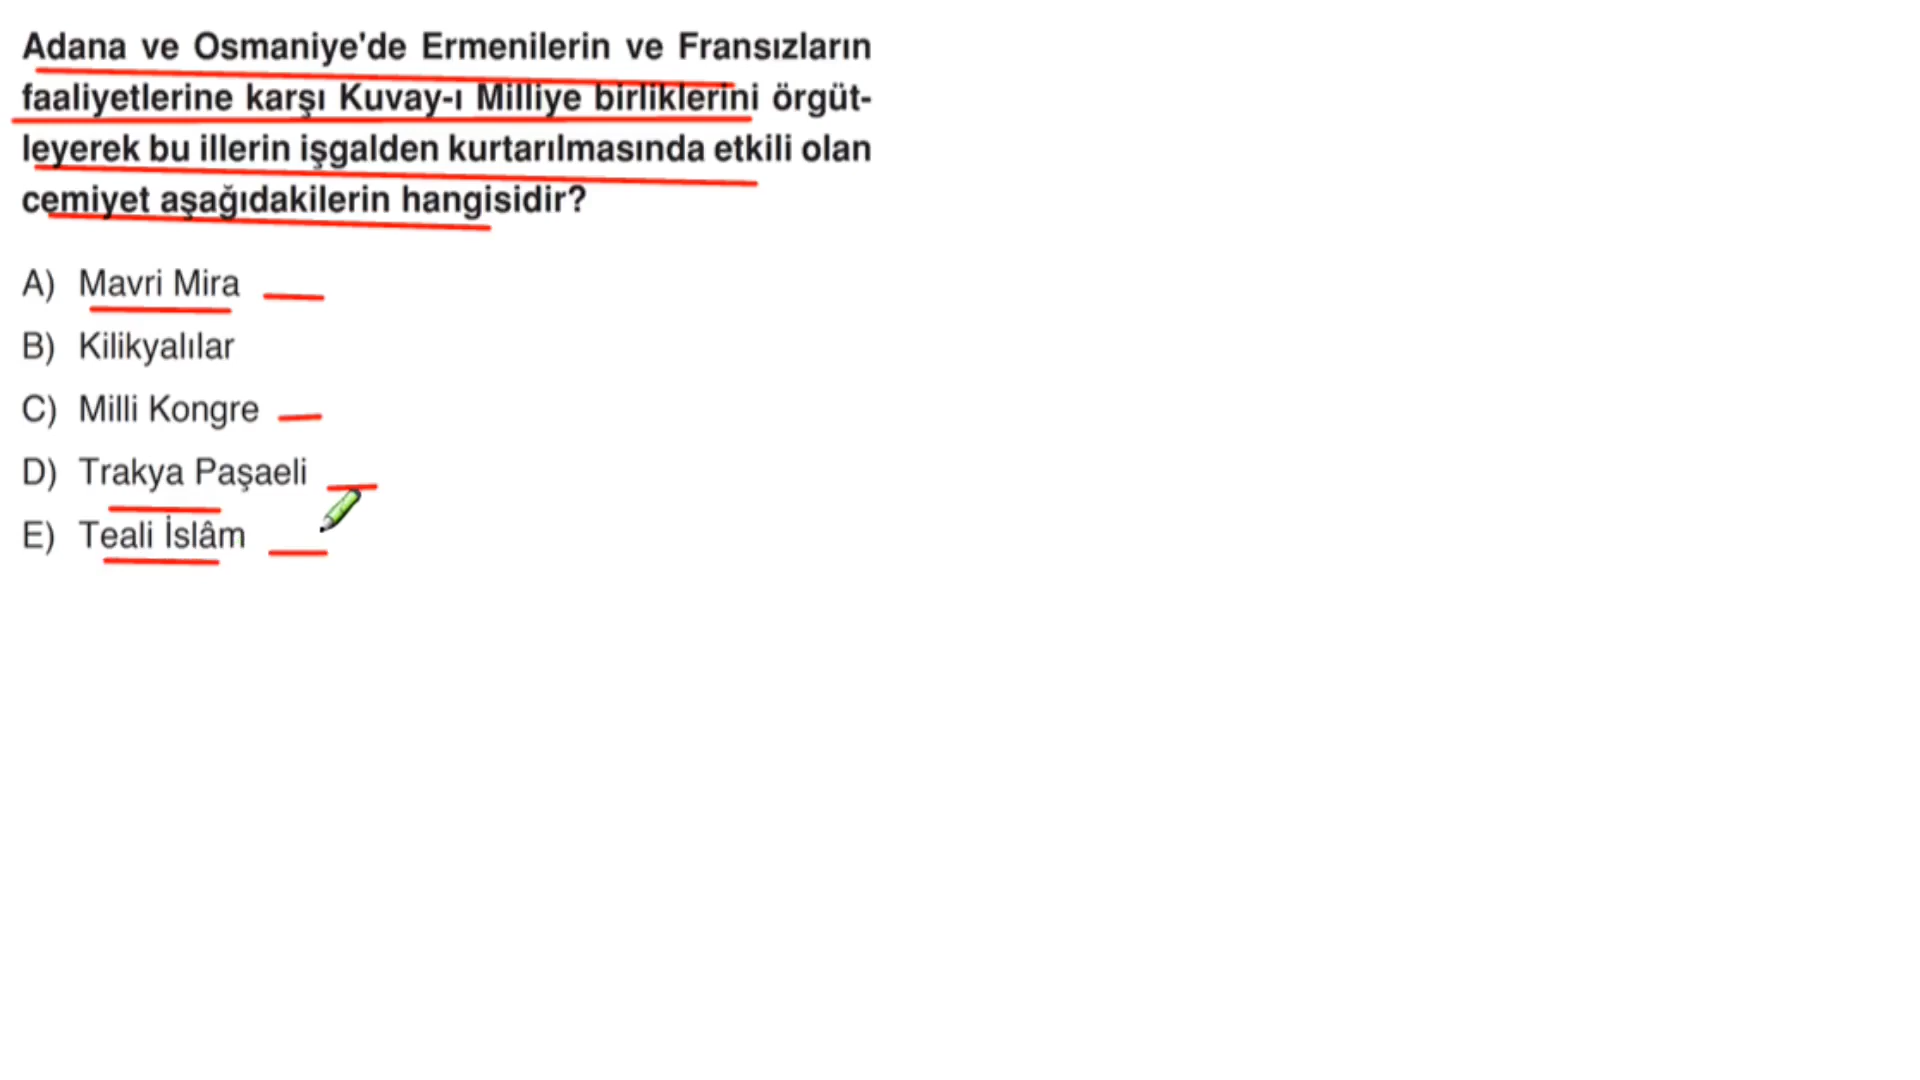 Adana ve Osmaniye'de Ermenilerin ve Fransızların
faaliyetlerine karşı Kuvay-ı Milliye birliklerini örgüt-
leyerek bu illerin işgalden kurtarılmasında etkili olan
cemiyet aşağıdakilerin hangisidir?
A) Mavri Mira
B) Kilikyalılar
C) Milli Kongre
D) Trakya Paşaeli
E) Teali İslâm